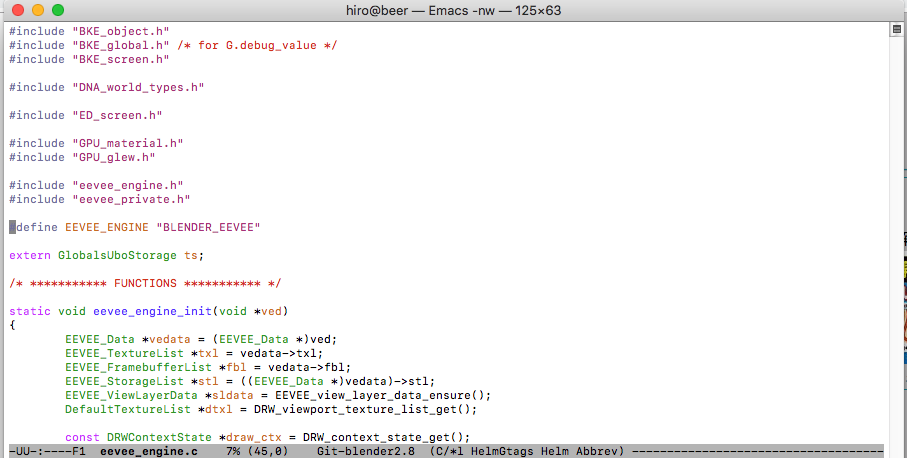 hiro@beer — Emacs -nw — 125×63
#include "BKE_object.h"
#include "BKE_global.h" /* for G.debug_value */
#include "BKE_screen.h"
#include "DNA_world_types.h"
#include "ED_screen.h"
#include "GPU_material.h"
#include "GPU_glew.h"
#include "eevee_engine.h"
#include "eevee_private.h"
define EEVEE_ENGINE "BLENDER_EEVEE"
extern GlobalsUboStorage ts;
/* *********** FUNCTIONS *********** */
static void eevee_engine_init(void *ved)
{
EEVEE_Data *vedata = (EEVEE_Data *)ved;
EEVEE_TextureList *txl = vedata->txl;
EEVEE_FramebufferList *fbl = vedata->fbl;
EEVEE_StorageList *stl = ((EEVEE_Data *)vedata)->stl;
EEVEE_ViewLayerData *sldata = EEVEE_view_layer_data_ensure();
DefaultTextureList *dtxl = DRW_viewport_texture_list_get();
const DRWContextState *draw_ctx = DRW_context_state_get();
-UU-:----F1  eevee_engine.c    7% (45,0)    Git-blender2.8  (C/*l HelmGtags Helm Abbrev) ------------------------------------